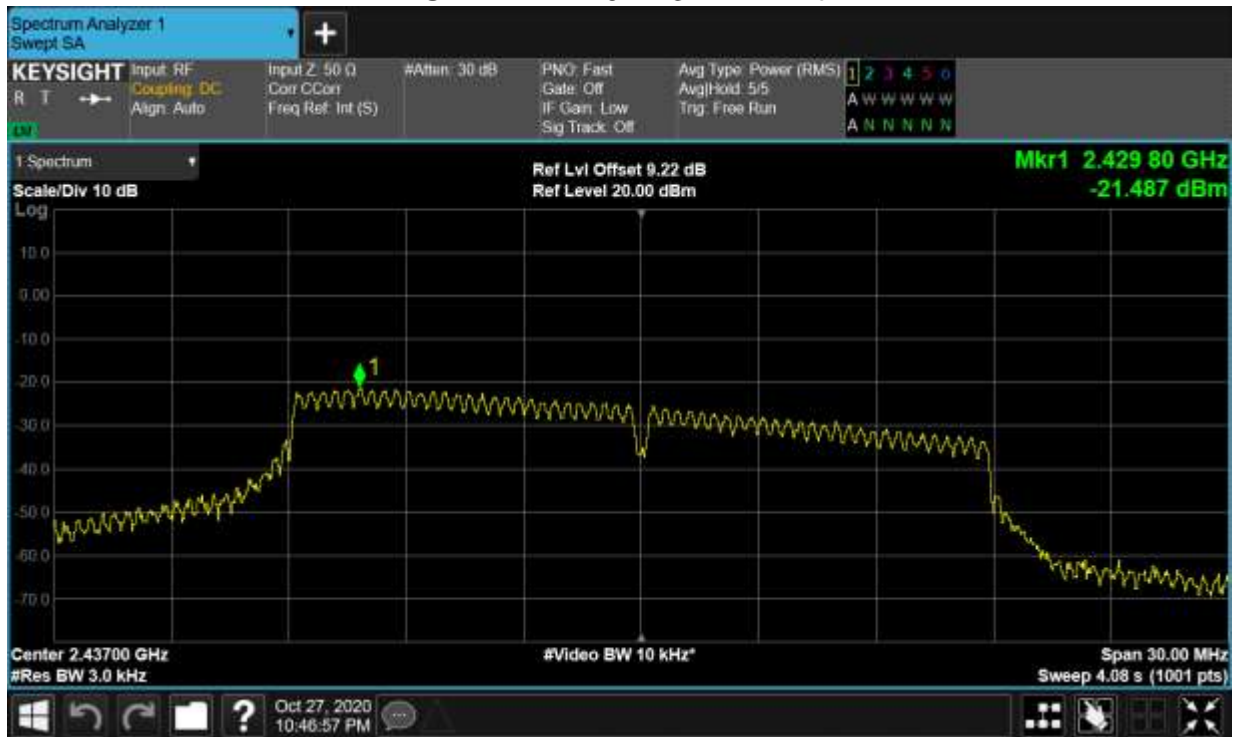 Spectrum Analyzer 1
Swept SA
+
KEYSIGHT
R T
Input: RF
Coupling: DC
Align: Auto
Input Z: 50 Ω
Corr CCorr
Freq Ref: Int (S)
#Atten: 30 dB
PNO: Fast
Gate: Off
IF Gain: Low
Sig Track: Off
Avg Type: Power (RMS)
Avg|Hold: 5/5
Trig: Free Run
1 2 3 4 5 6
A W W W W W
A N N N N N
1 Spectrum
Scale/Div 10 dB
Log
Ref Lvl Offset 9.22 dB
Ref Level 20.00 dBm
Mkr1 2.429 80 GHz
-21.487 dBm
10.0
0.00
-10.0
-20.0
-30.0
-40.0
-50.0
-60.0
-70.0
1
Center 2.43700 GHz
#Res BW 3.0 kHz
#Video BW 10 kHz*
Span 30.00 MHz
Sweep 4.08 s (1001 pts)
?
Oct 27, 2020
10:46:57 PM